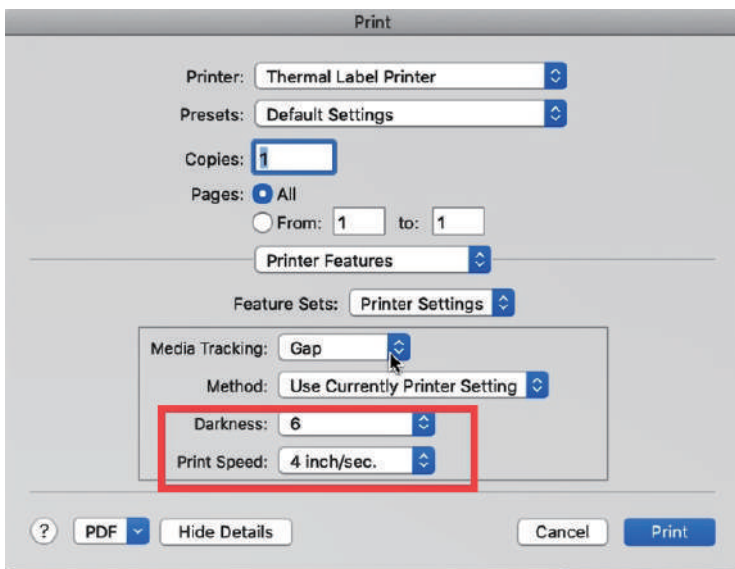 Print
Printer: Thermal Label Printer
Presets: Default Settings
Copies: 1
Pages: All
From: 1 to: 1
Printer Features
Feature Sets: Printer Settings
Media Tracking: Gap
Method: Use Currently Printer Setting
Darkness: 6
Print Speed: 4 inch/sec.
? PDF Hide Details Cancel Print